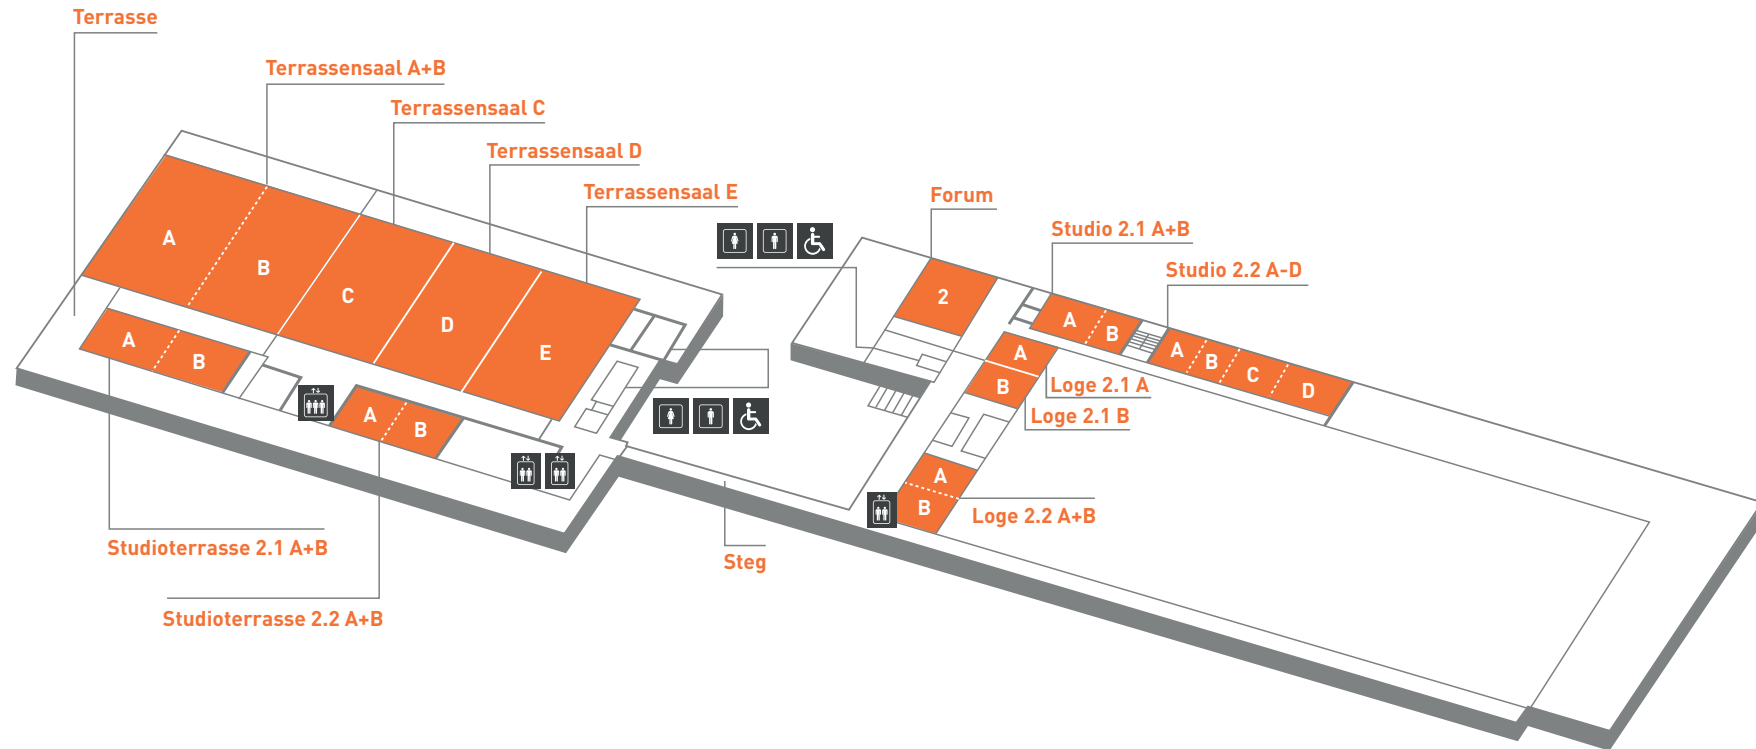 Terrasse
Terrassensaal A+B
Terrassensaal C
Terrassensaal D
Terrassensaal E
Forum
Studio 2.1 A+B
Studio 2.2 A-D
A
B
C
D
E
2
A
B
A
B
C
D
A
B
Loge 2.1 A
Loge 2.1 B
A
B
A
B
A
B
Loge 2.2 A+B
Studioterrasse 2.1 A+B
Steg
Studioterrasse 2.2 A+B